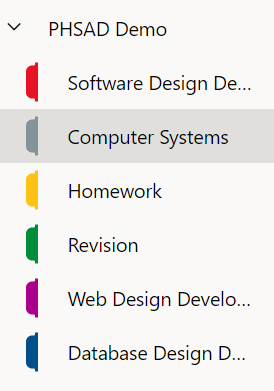 PHSAD Demo
Software Design De...
Computer Systems
Homework
Revision
Web Design Develo...
Database Design D...